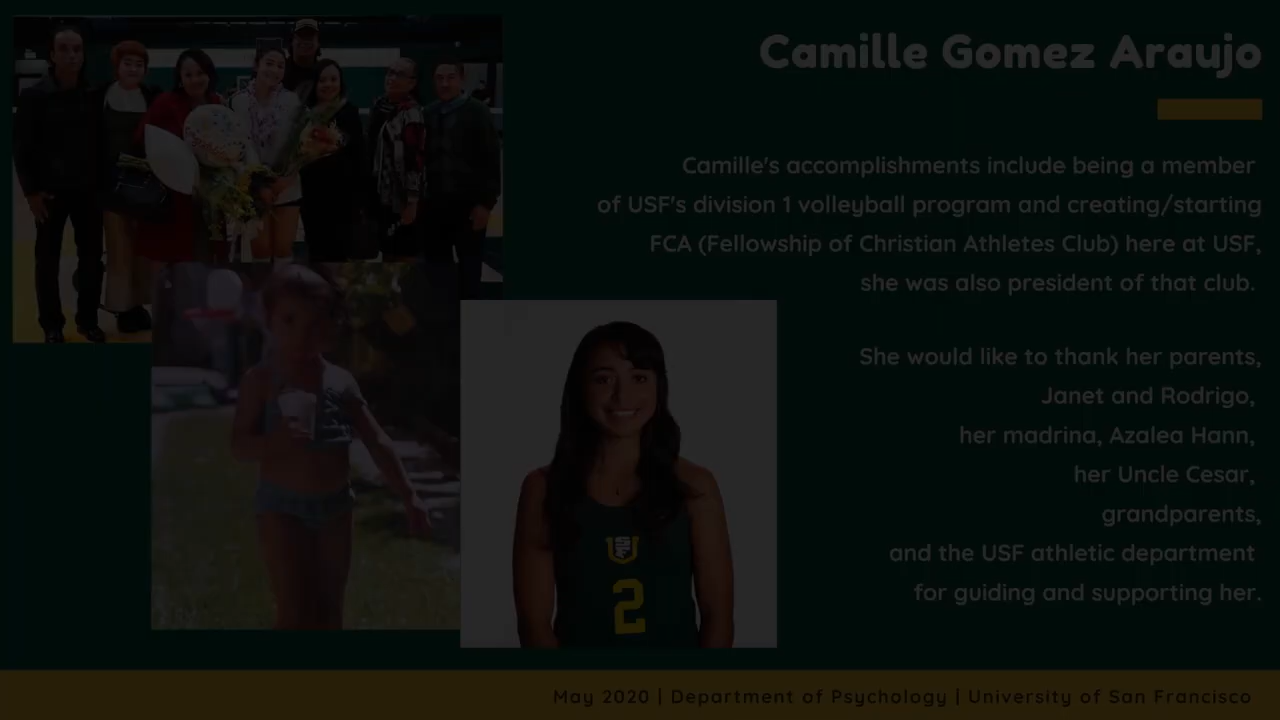 Camille Gomez Araujo
Camille's accomplishments include being a member
of USF's division 1 volleyball program and creating/starting
FCA (Fellowship of Christian Athletes Club) here at USF,
she was also president of that club.
She would like to thank her parents,
Janet and Rodrigo,
her madrina, Azalea Hann,
her Uncle Cesar,
grandparents,
and the USF athletic department
for guiding and supporting her.
2
May 2020 | Department of Psychology | University of San Francisco